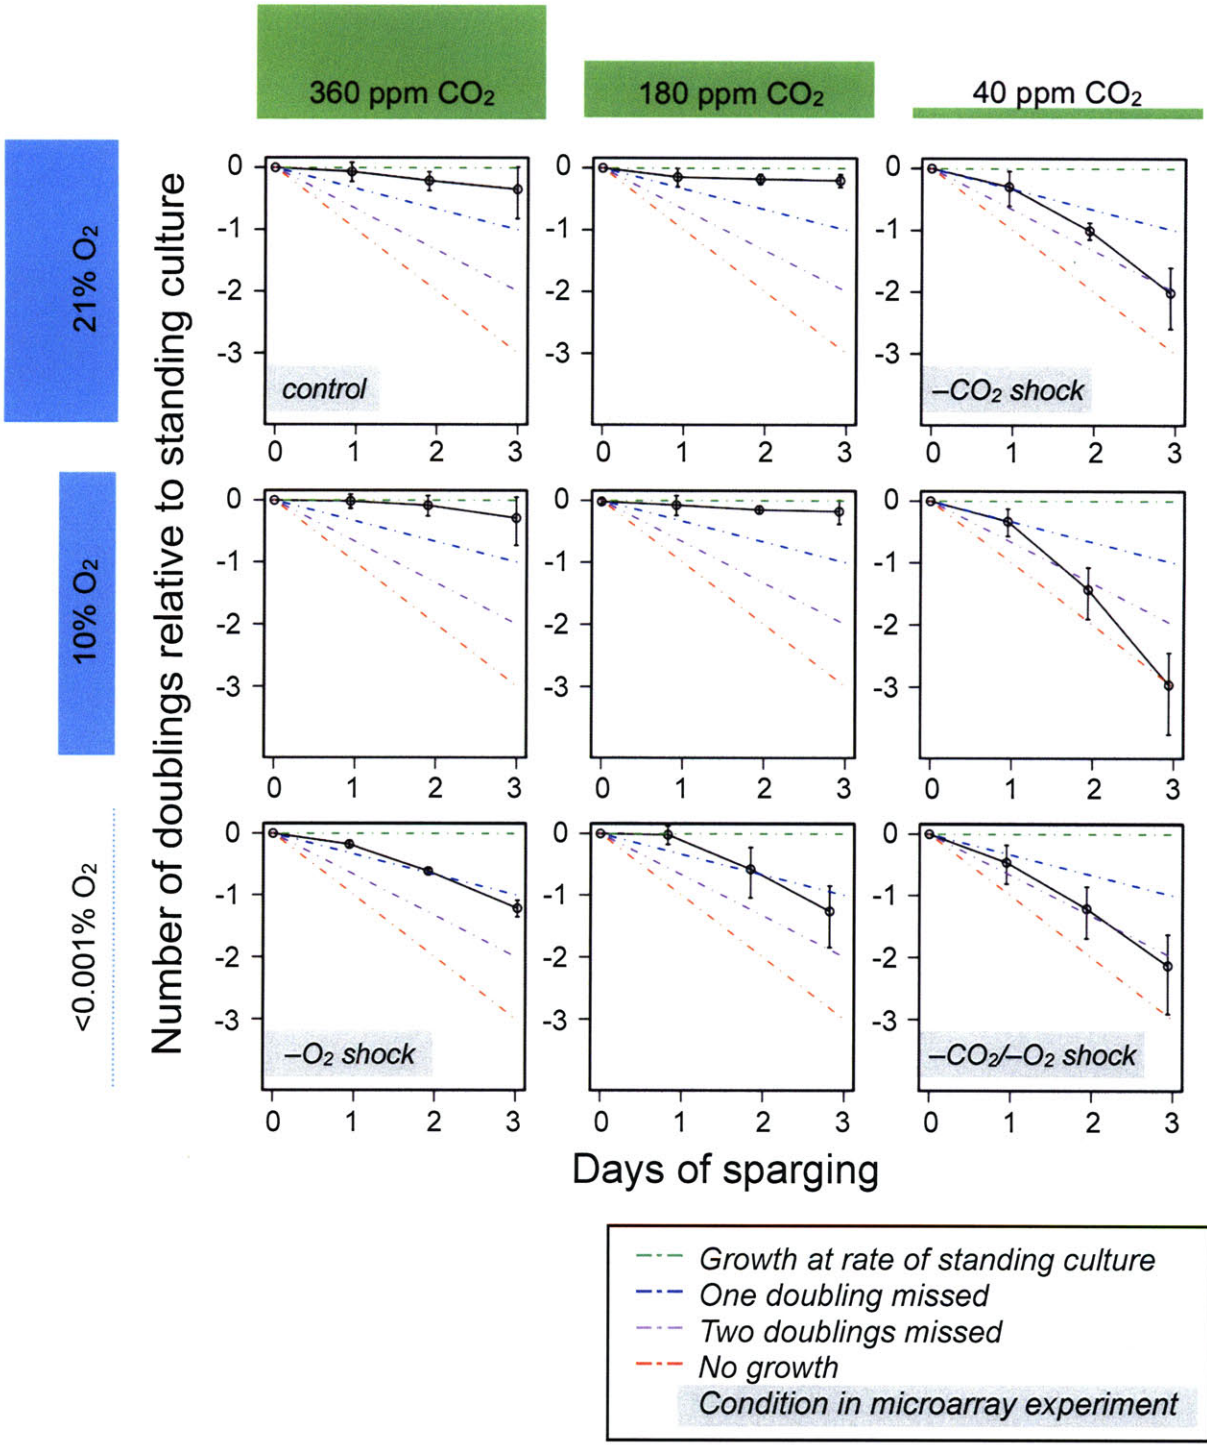 360 ppm CO₂
180 ppm CO₂
40 ppm CO₂
21% O₂
10% O₂
<0.001% O₂
Number of doublings relative to standing culture
0
-1
-2
-3
control
0 1 2 3
0
-1
-2
-3
0 1 2 3
0
-1
-2
-3
–CO₂ shock
0 1 2 3
0
-1
-2
-3
0 1 2 3
0
-1
-2
-3
0 1 2 3
0
-1
-2
-3
0 1 2 3
0
-1
-2
-3
–O₂ shock
0 1 2 3
0
-1
-2
-3
0 1 2 3
0
-1
-2
-3
–CO₂/–O₂ shock
0 1 2 3
Days of sparging
Growth at rate of standing culture
One doubling missed
Two doublings missed
No growth
Condition in microarray experiment